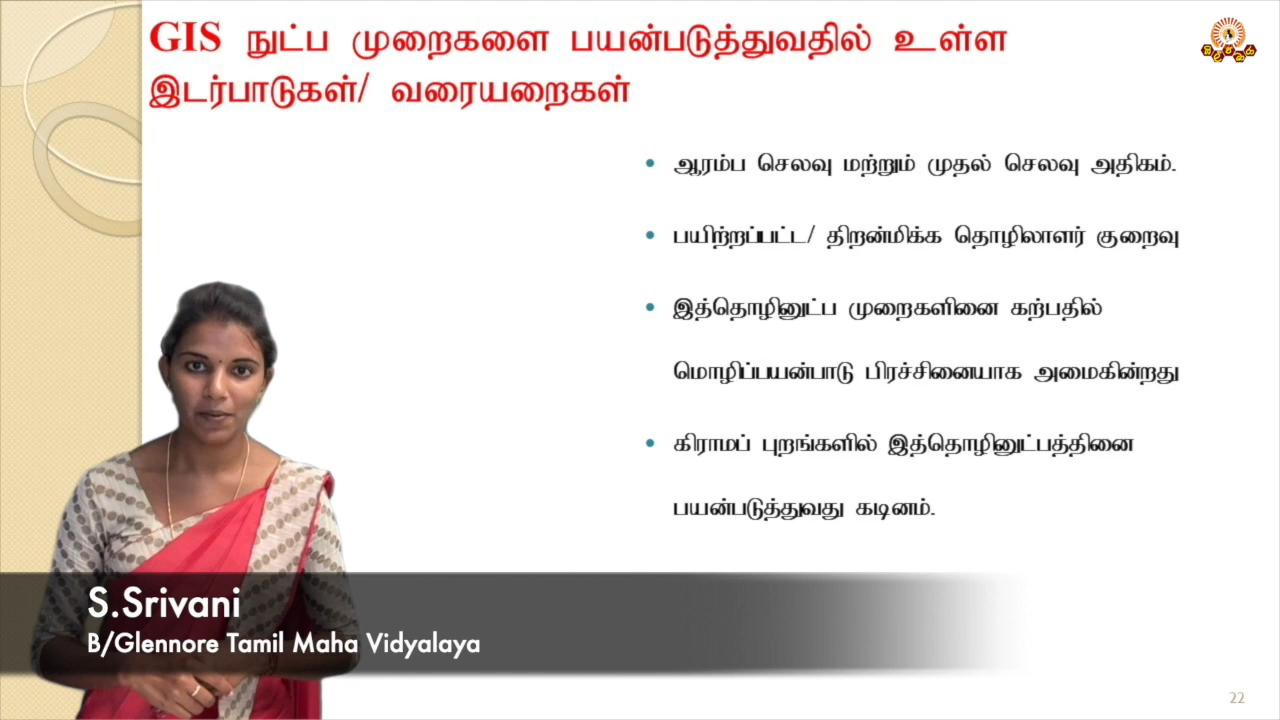 GIS நுட்ப முறைகளை பயன்படுத்துவதில் உள்ள
இடர்பாடுகள்/ வரையறைகள்
ஆரம்ப செலவு மற்றும் முதல் செலவு அதிகம்.
பயிற்றப்பட்ட/ திறன்மிக்க தொழிலாளர் குறைவு
இத்தொழினுட்ப முறைகளினை கற்பதில்
மொழிப்பயன்பாடு பிரச்சினையாக அமைகின்றது
கிராமப் புறங்களில் இத்தொழினுட்பத்தினை
பயன்படுத்துவது கடினம்.
S.Srivani
B/Glennore Tamil Maha Vidyalaya
22